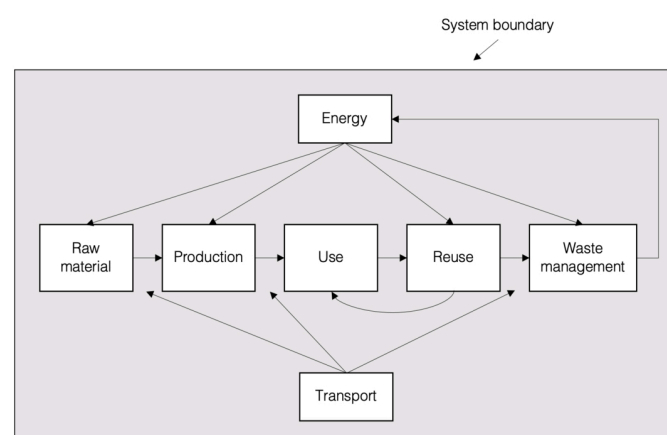 System boundary
Energy
Raw
material
Production
Use
Reuse
Waste
management
Transport